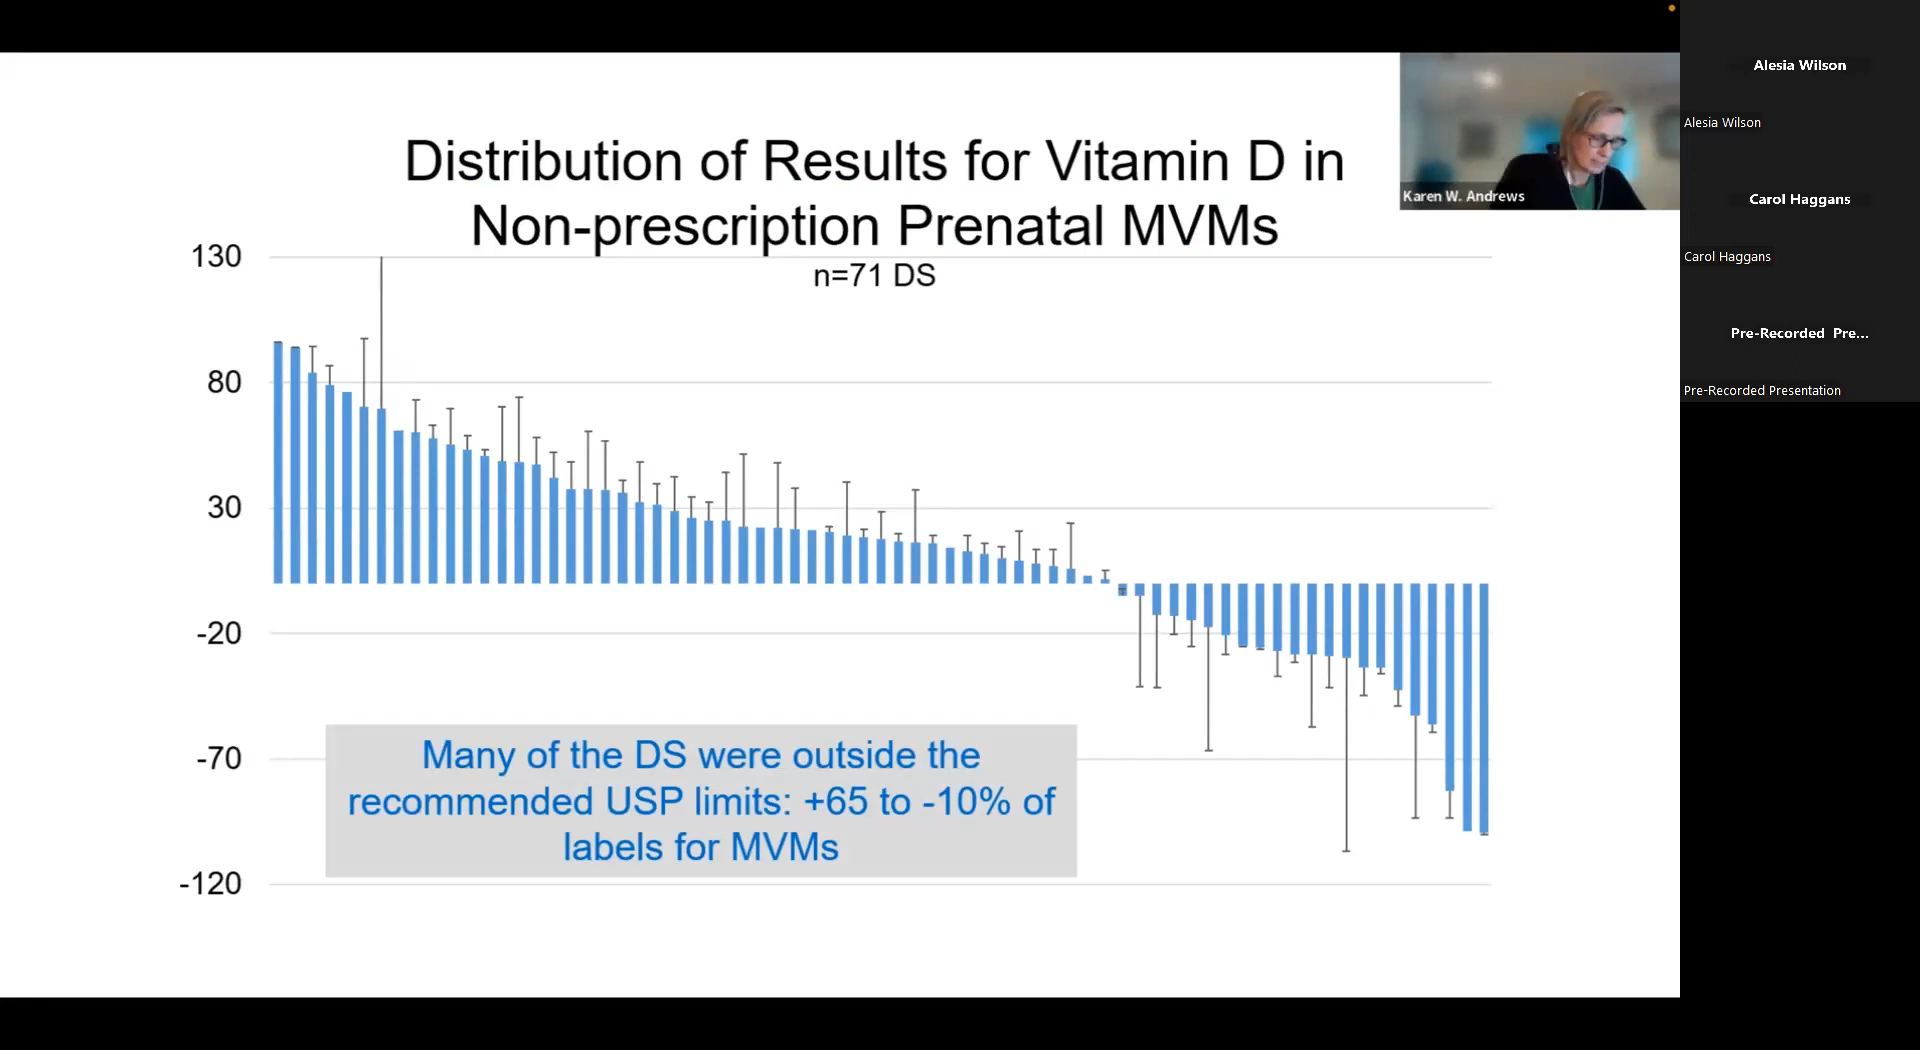 Distribution of Results for Vitamin D in
Non-prescription Prenatal MVMs
n=71 DS
130
80
30
-20
-70
-120
Many of the DS were outside the
recommended USP limits: +65 to -10% of
labels for MVMs
Karen W. Andrews
Alesia Wilson
Alesia Wilson
Carol Haggans
Carol Haggans
Pre-Recorded Pre...
Pre-Recorded Presentation